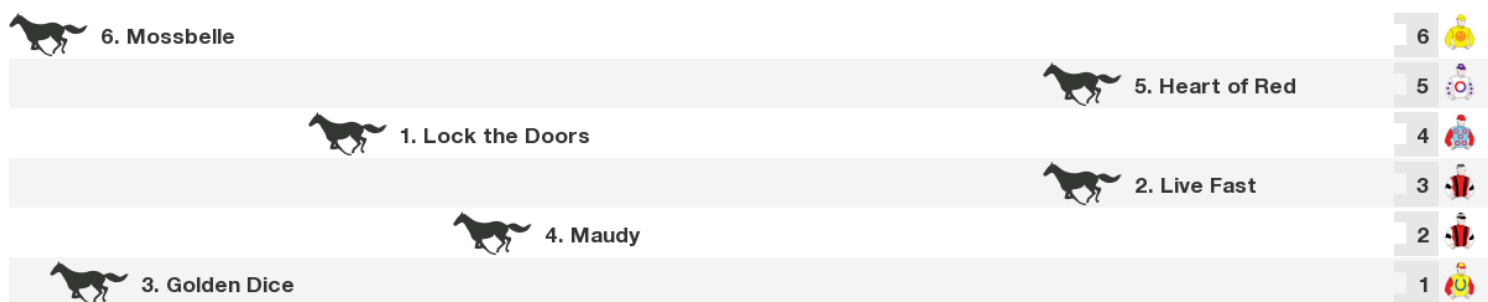 6. Mossbelle 6
5. Heart of Red 5
1. Lock the Doors 4
2. Live Fast 3
4. Maudy 2
3. Golden Dice 1